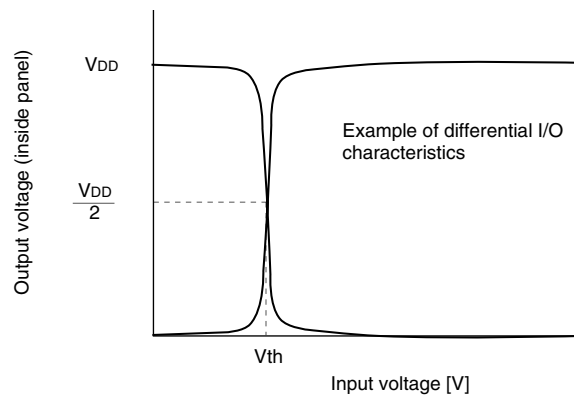 VDD
Output voltage (inside panel)
Example of differential I/O
characteristics
VDD
2
Vth
Input voltage [V]